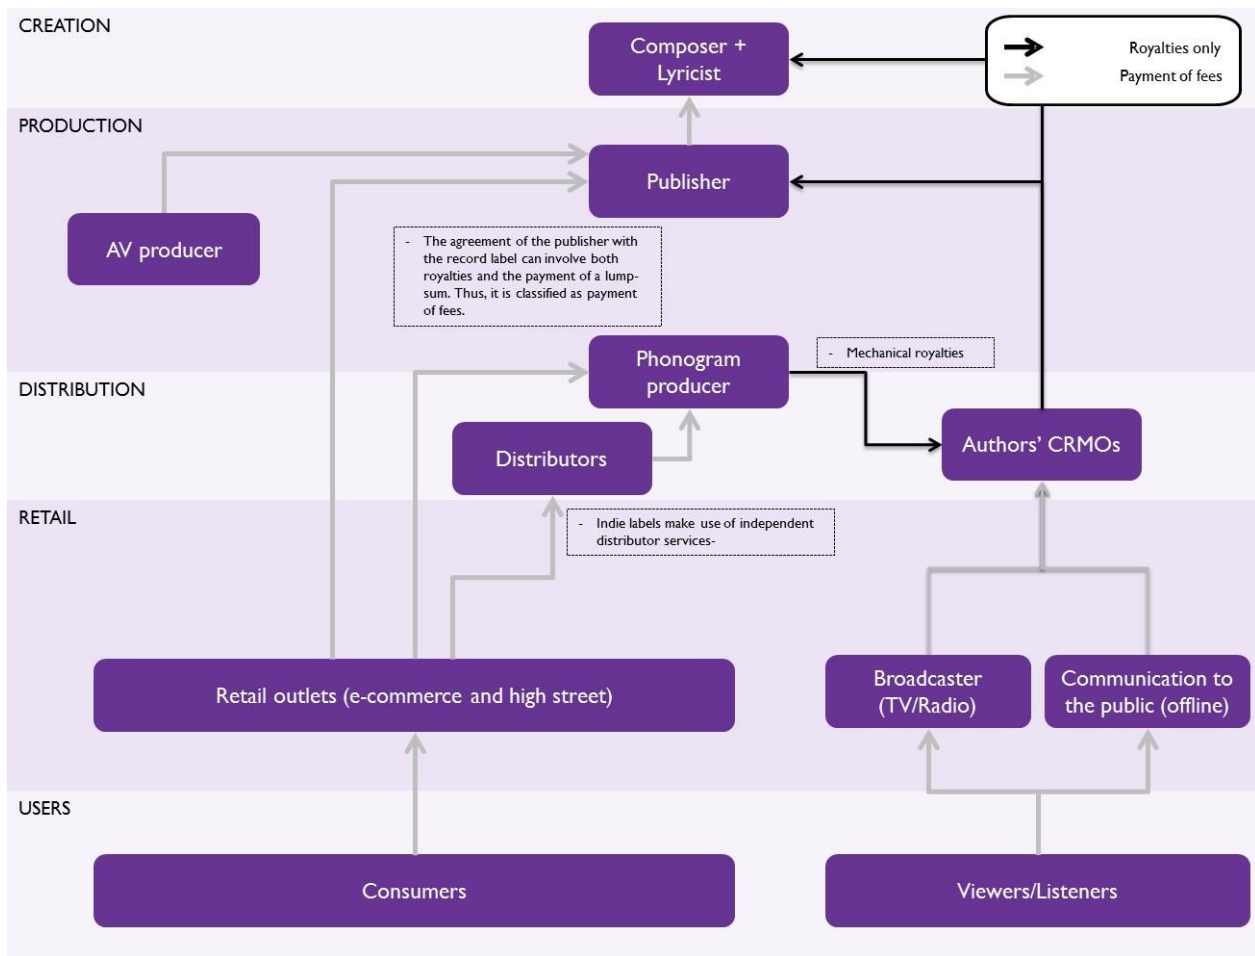 CREATION
Composer +
Lyricist
Royalties only
Payment of fees
PRODUCTION
Publisher
AV producer
- The agreement of the publisher with
the record label can involve both
royalties and the payment of a lump-
sum. Thus, it is classified as payment
of fees.
Phonogram
producer
- Mechanical royalties
DISTRIBUTION
Distributors
Authors' CRMOs
RETAIL
- Indie labels make use of independent
distributor services-
Retail outlets (e-commerce and high street)
Broadcaster
(TV/Radio)
Communication to
the public (offline)
USERS
Consumers
Viewers/Listeners